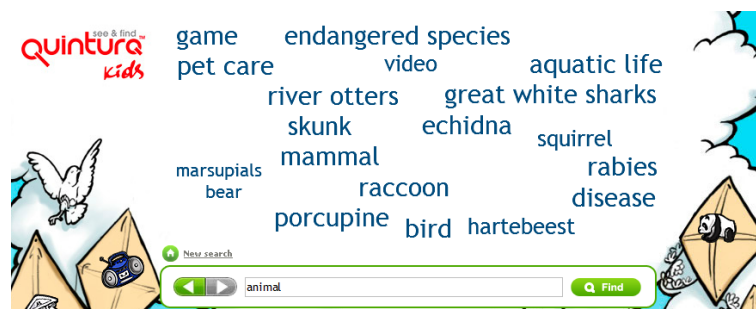 see & find
Quintura™
Kids
game endangered species
pet care video aquatic life
river otters great white sharks
skunk echidna squirrel
mammal rabies
marsupials
bear raccoon disease
porcupine bird hartebeest
New search
animal Find